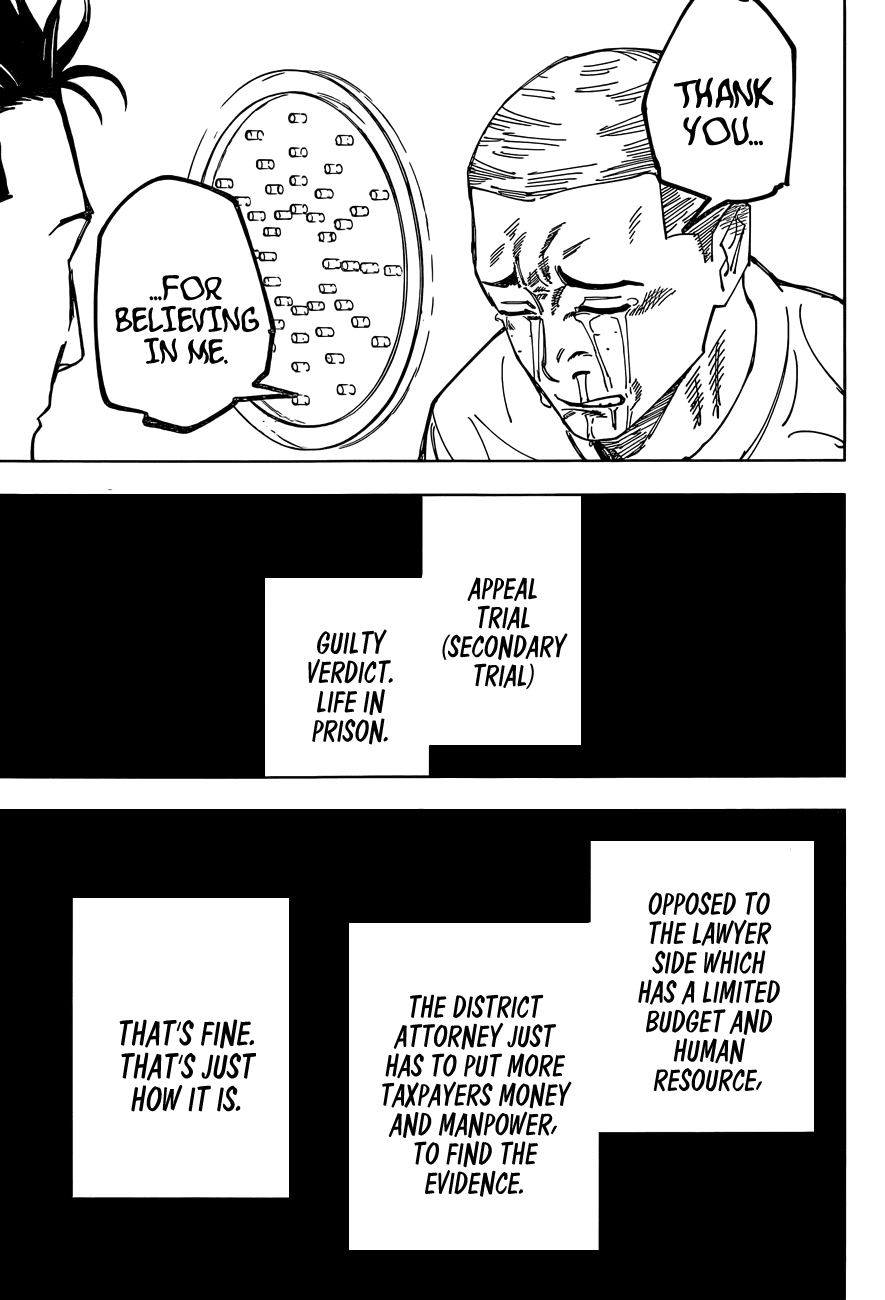 THANK
YOU...
...FOR
BELIEVING
IN ME.
APPEAL
TRIAL
(SECONDARY
TRIAL)
GUILTY
VERDICT.
LIFE IN
PRISON.
OPPOSED TO
THE LAWYER
SIDE WHICH
HAS A LIMITED
BUDGET AND
HUMAN
RESOURCE,
THE DISTRICT
ATTORNEY JUST
HAS TO PUT MORE
TAXPAYERS MONEY
AND MANPOWER,
TO FIND THE
EVIDENCE.
THAT'S FINE.
THAT'S JUST
HOW IT IS.